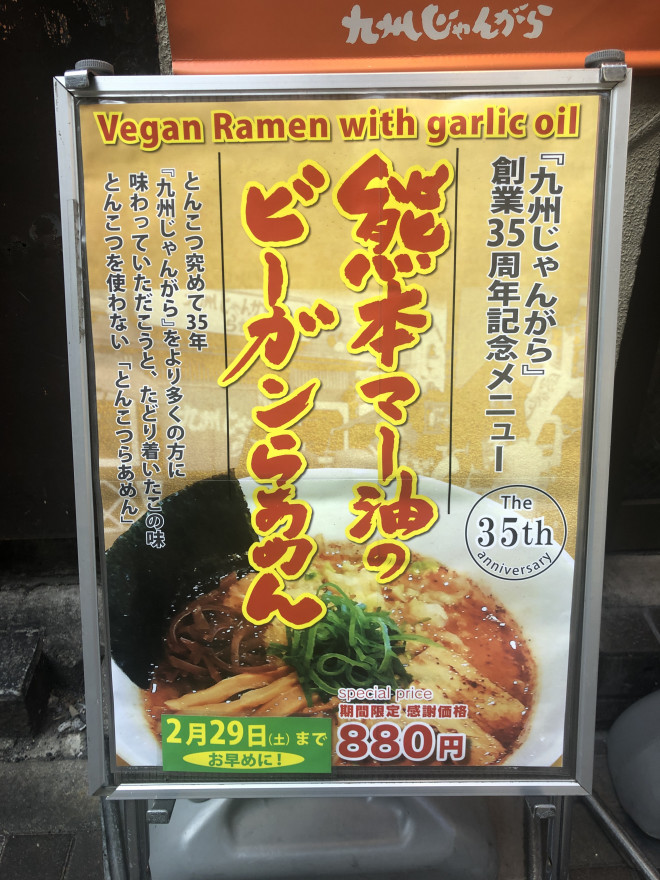 九州じゃんがら
Vegan Ramen with garlic oil
『九州じゃんがら』
創業35周年記念メニュー
The
35th
anniversary
熊本マー油の
ビーガンらあめん
とんこつ究めて35年
『九州じゃんがら』をより多くの方に
味わっていただこうと、たどり着いたこの味
とんこつを使わない「とんこつらあめん」
special price
期間限定 感謝価格
880円
2月29日(土)まで
お早めに!